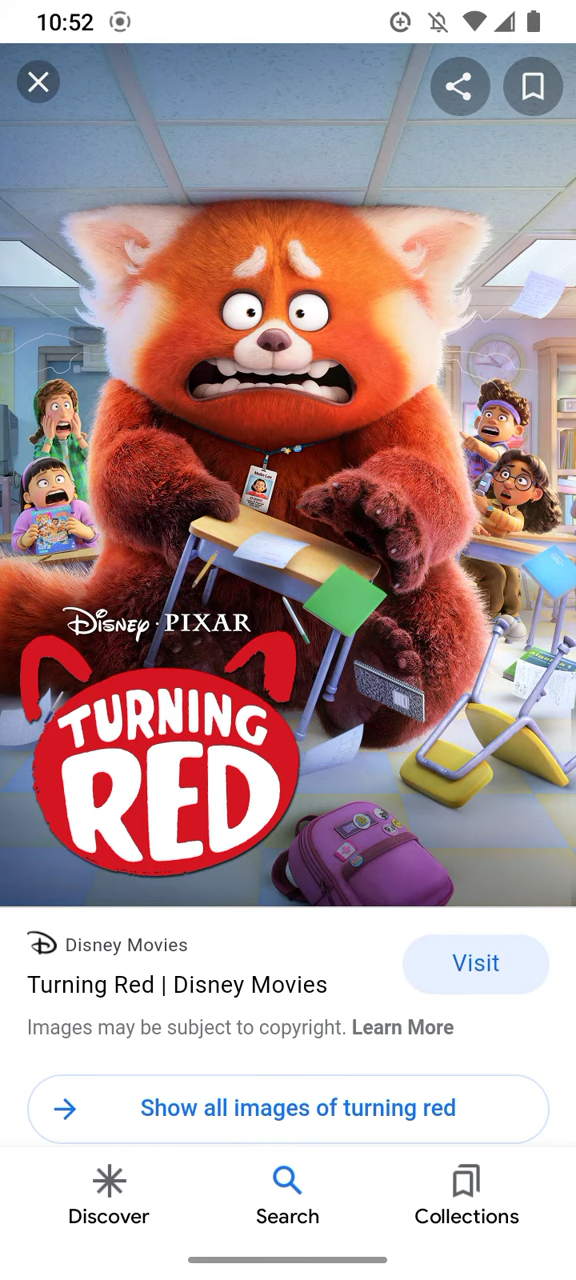 10:52
Disney · PIXAR
TURNING
RED
Disney Movies
Visit
Turning Red | Disney Movies
Images may be subject to copyright. Learn More
Show all images of turning red
Discover
Search
Collections